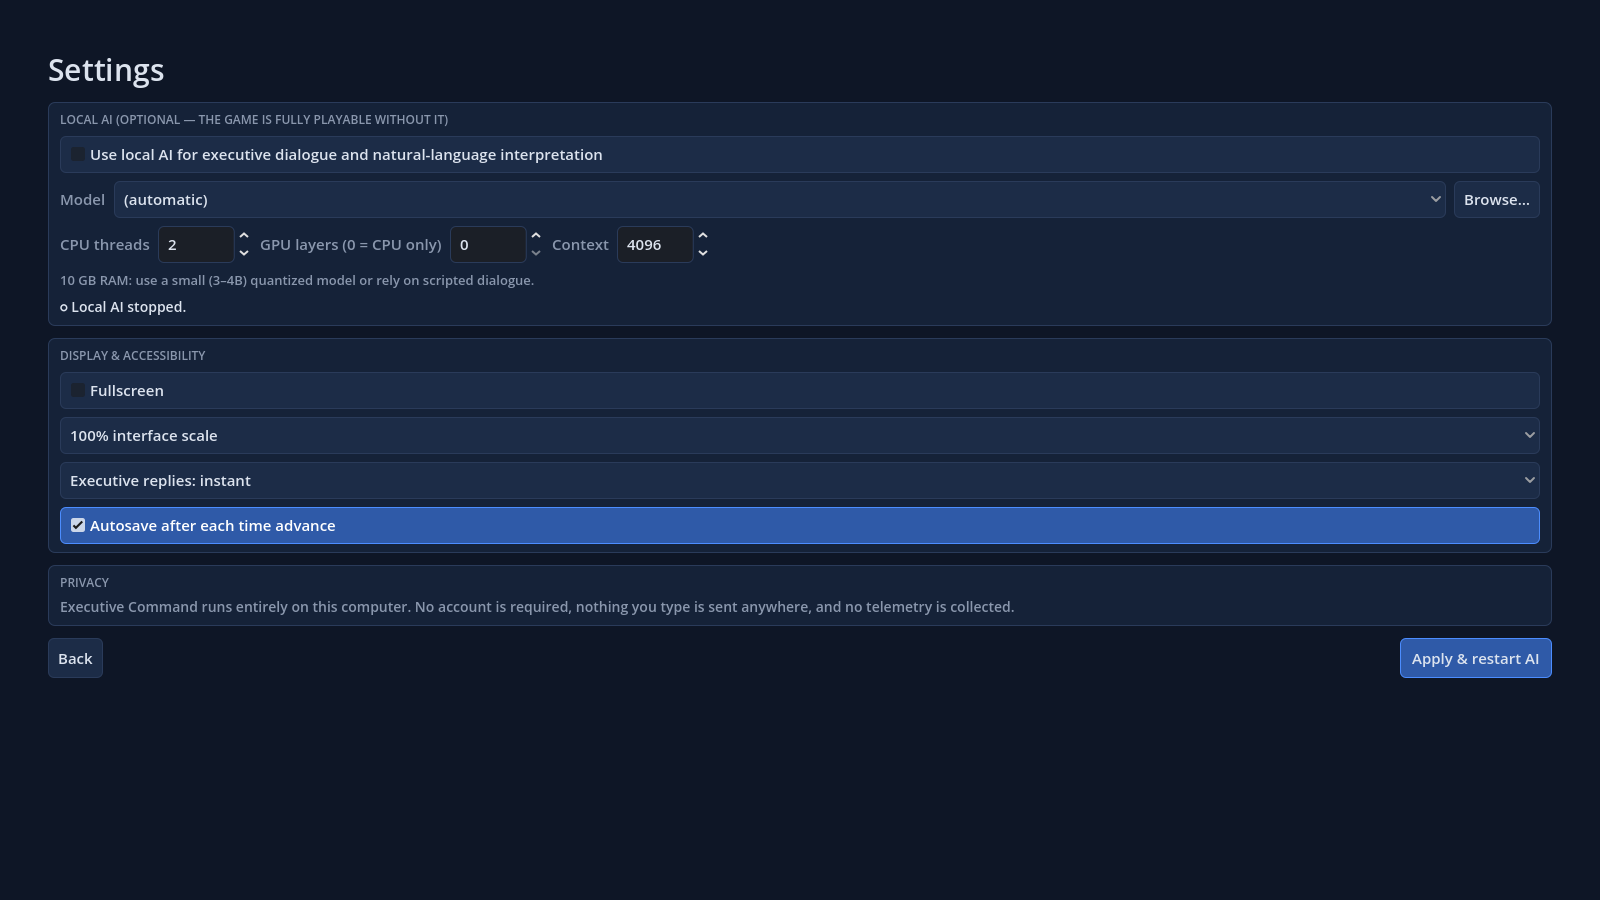 Settings
LOCAL AI (OPTIONAL — THE GAME IS FULLY PLAYABLE WITHOUT IT)
Use local AI for executive dialogue and natural-language interpretation
Model (automatic) Browse...
CPU threads 2 GPU layers (0 = CPU only) 0 Context 4096
10 GB RAM: use a small (3–4B) quantized model or rely on scripted dialogue.
Local AI stopped.
DISPLAY & ACCESSIBILITY
Fullscreen
100% interface scale
Executive replies: instant
Autosave after each time advance
PRIVACY
Executive Command runs entirely on this computer. No account is required, nothing you type is sent anywhere, and no telemetry is collected.
Back Apply & restart AI